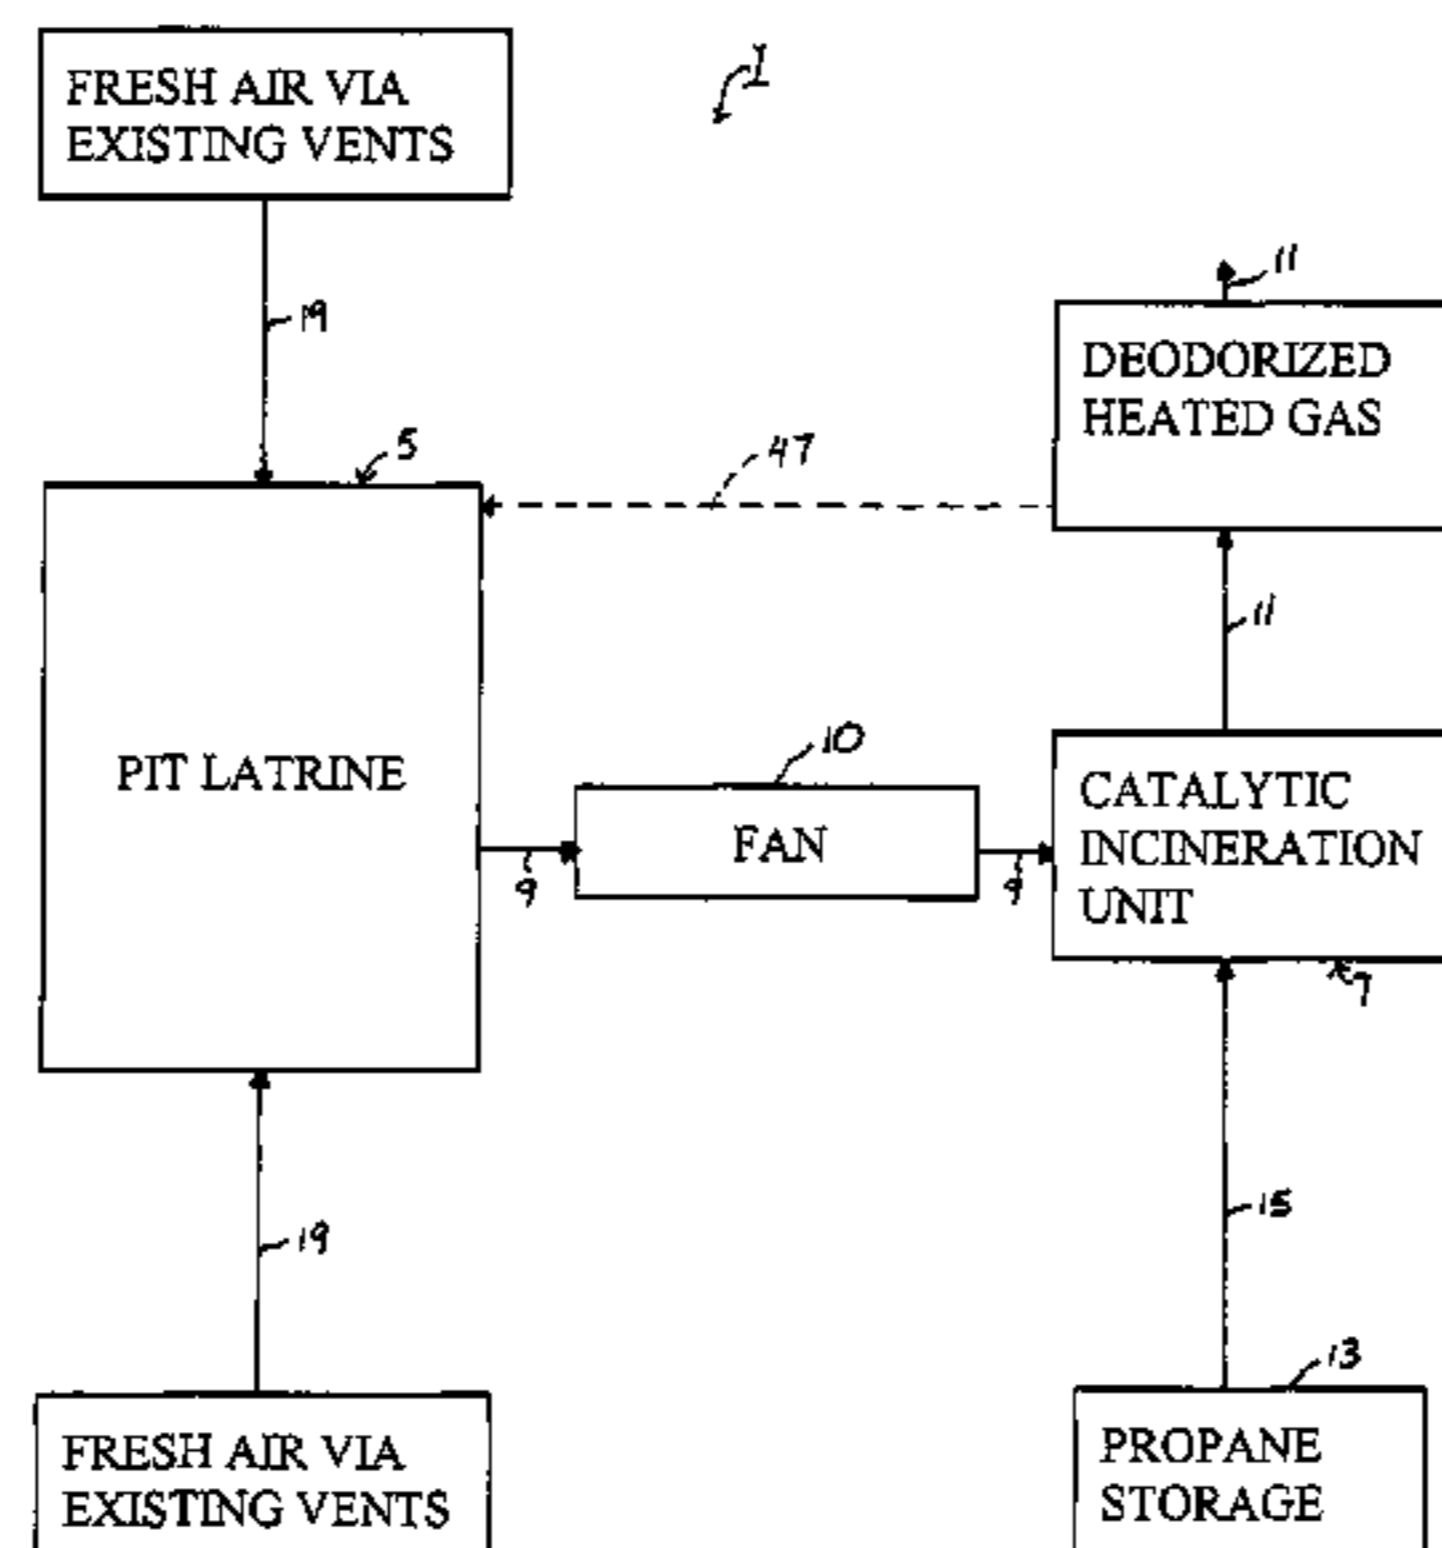 FRESH AIR VIA
EXISTING VENTS
1
11
19
DEODORIZED
HEATED GAS
5
47
11
10
PIT LATRINE
CATALYTIC
INCINERATION
UNIT
FAN
9
9
7
15
19
13
FRESH AIR VIA
EXISTING VENTS
PROPANE
STORAGE